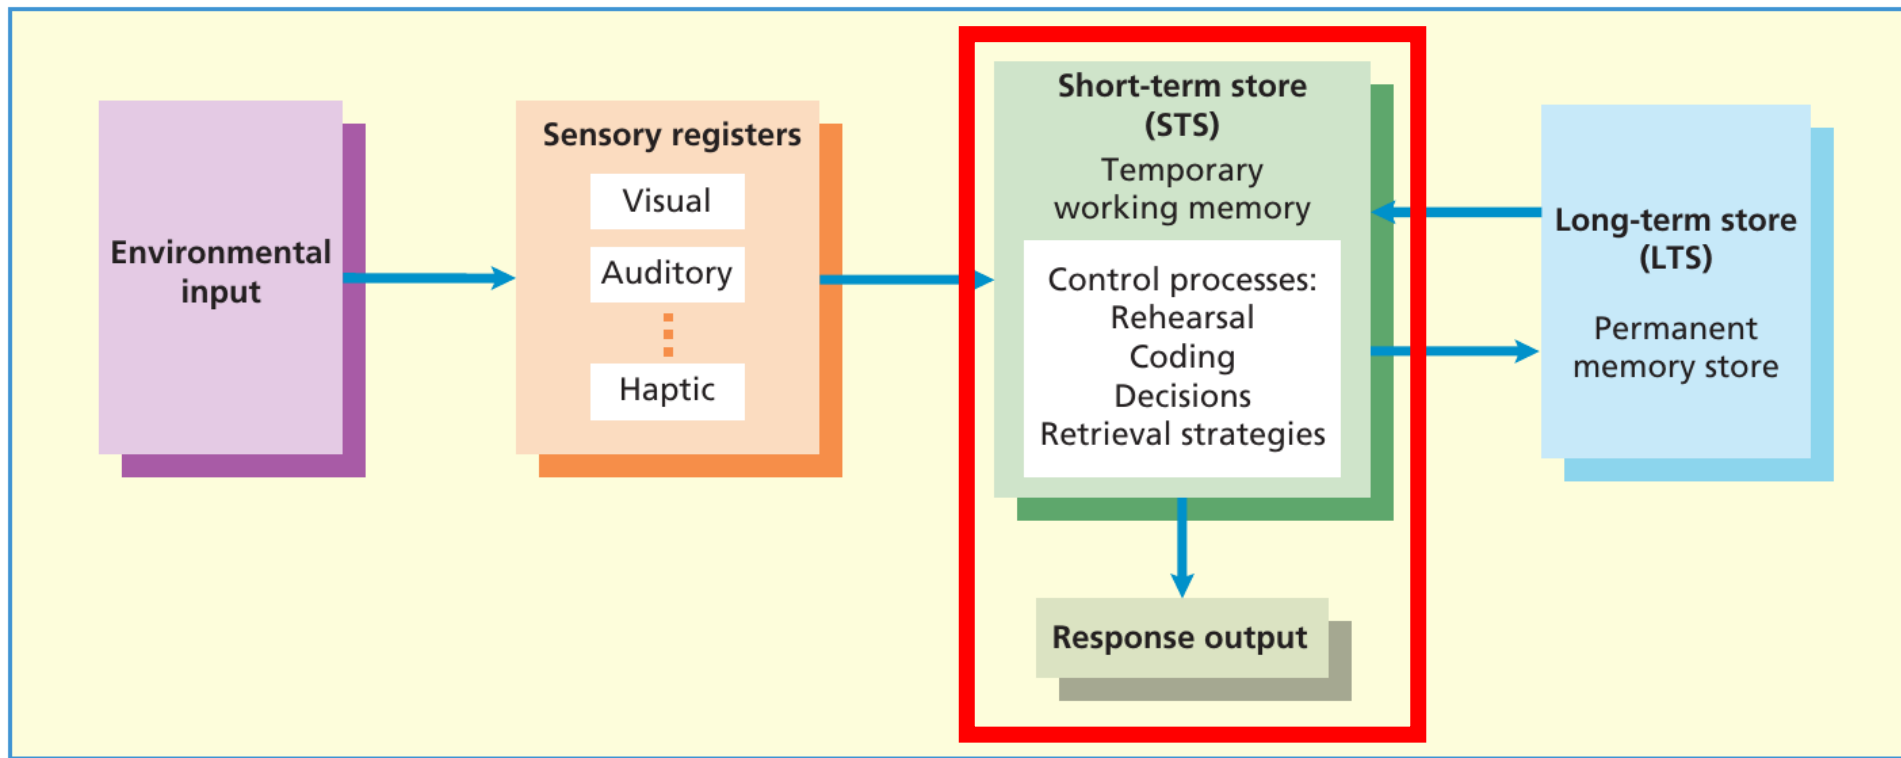 Environmental
input
Sensory registers
Visual
Auditory
Haptic
Short-term store
(STS)
Temporary
working memory
Control processes:
Rehearsal
Coding
Decisions
Retrieval strategies
Response output
Long-term store
(LTS)
Permanent
memory store